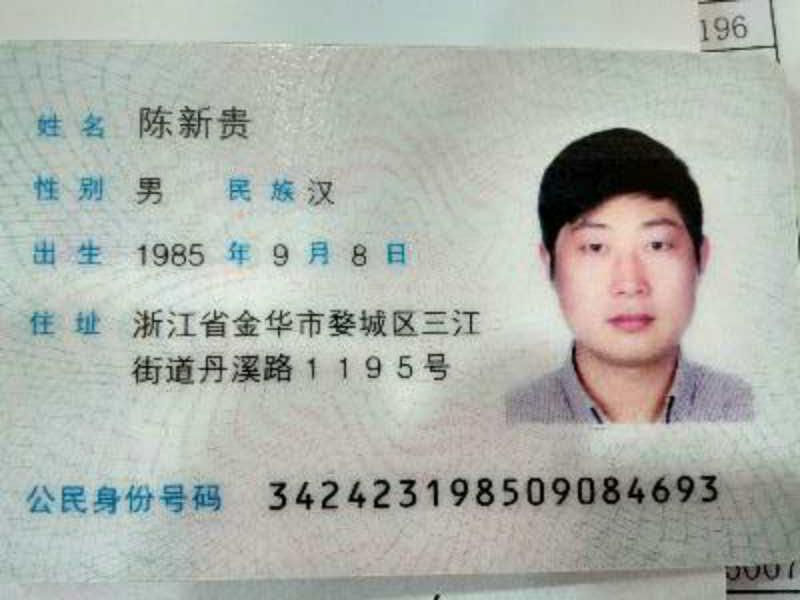 196
姓名 陈新贵
性别 男 民族 汉
出生 1985 年 9 月 8 日
住址 浙江省金华市婺城区三江
街道丹溪路1195号
公民身份号码 342423198509084693